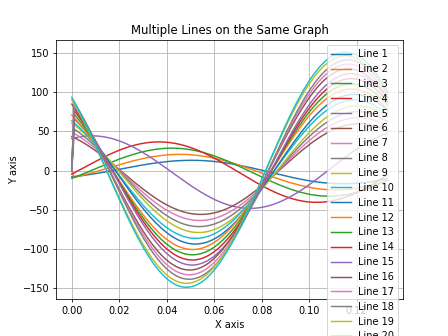 Multiple Lines on the Same Graph
Y axis
150
100
50
0
−50
−100
−150
0.00
0.02
0.04
0.06
0.08
0.10
X axis
Line 1
Line 2
Line 3
Line 4
Line 5
Line 6
Line 7
Line 8
Line 9
Line 10
Line 11
Line 12
Line 13
Line 14
Line 15
Line 16
Line 17
Line 18
Line 19
Line 20